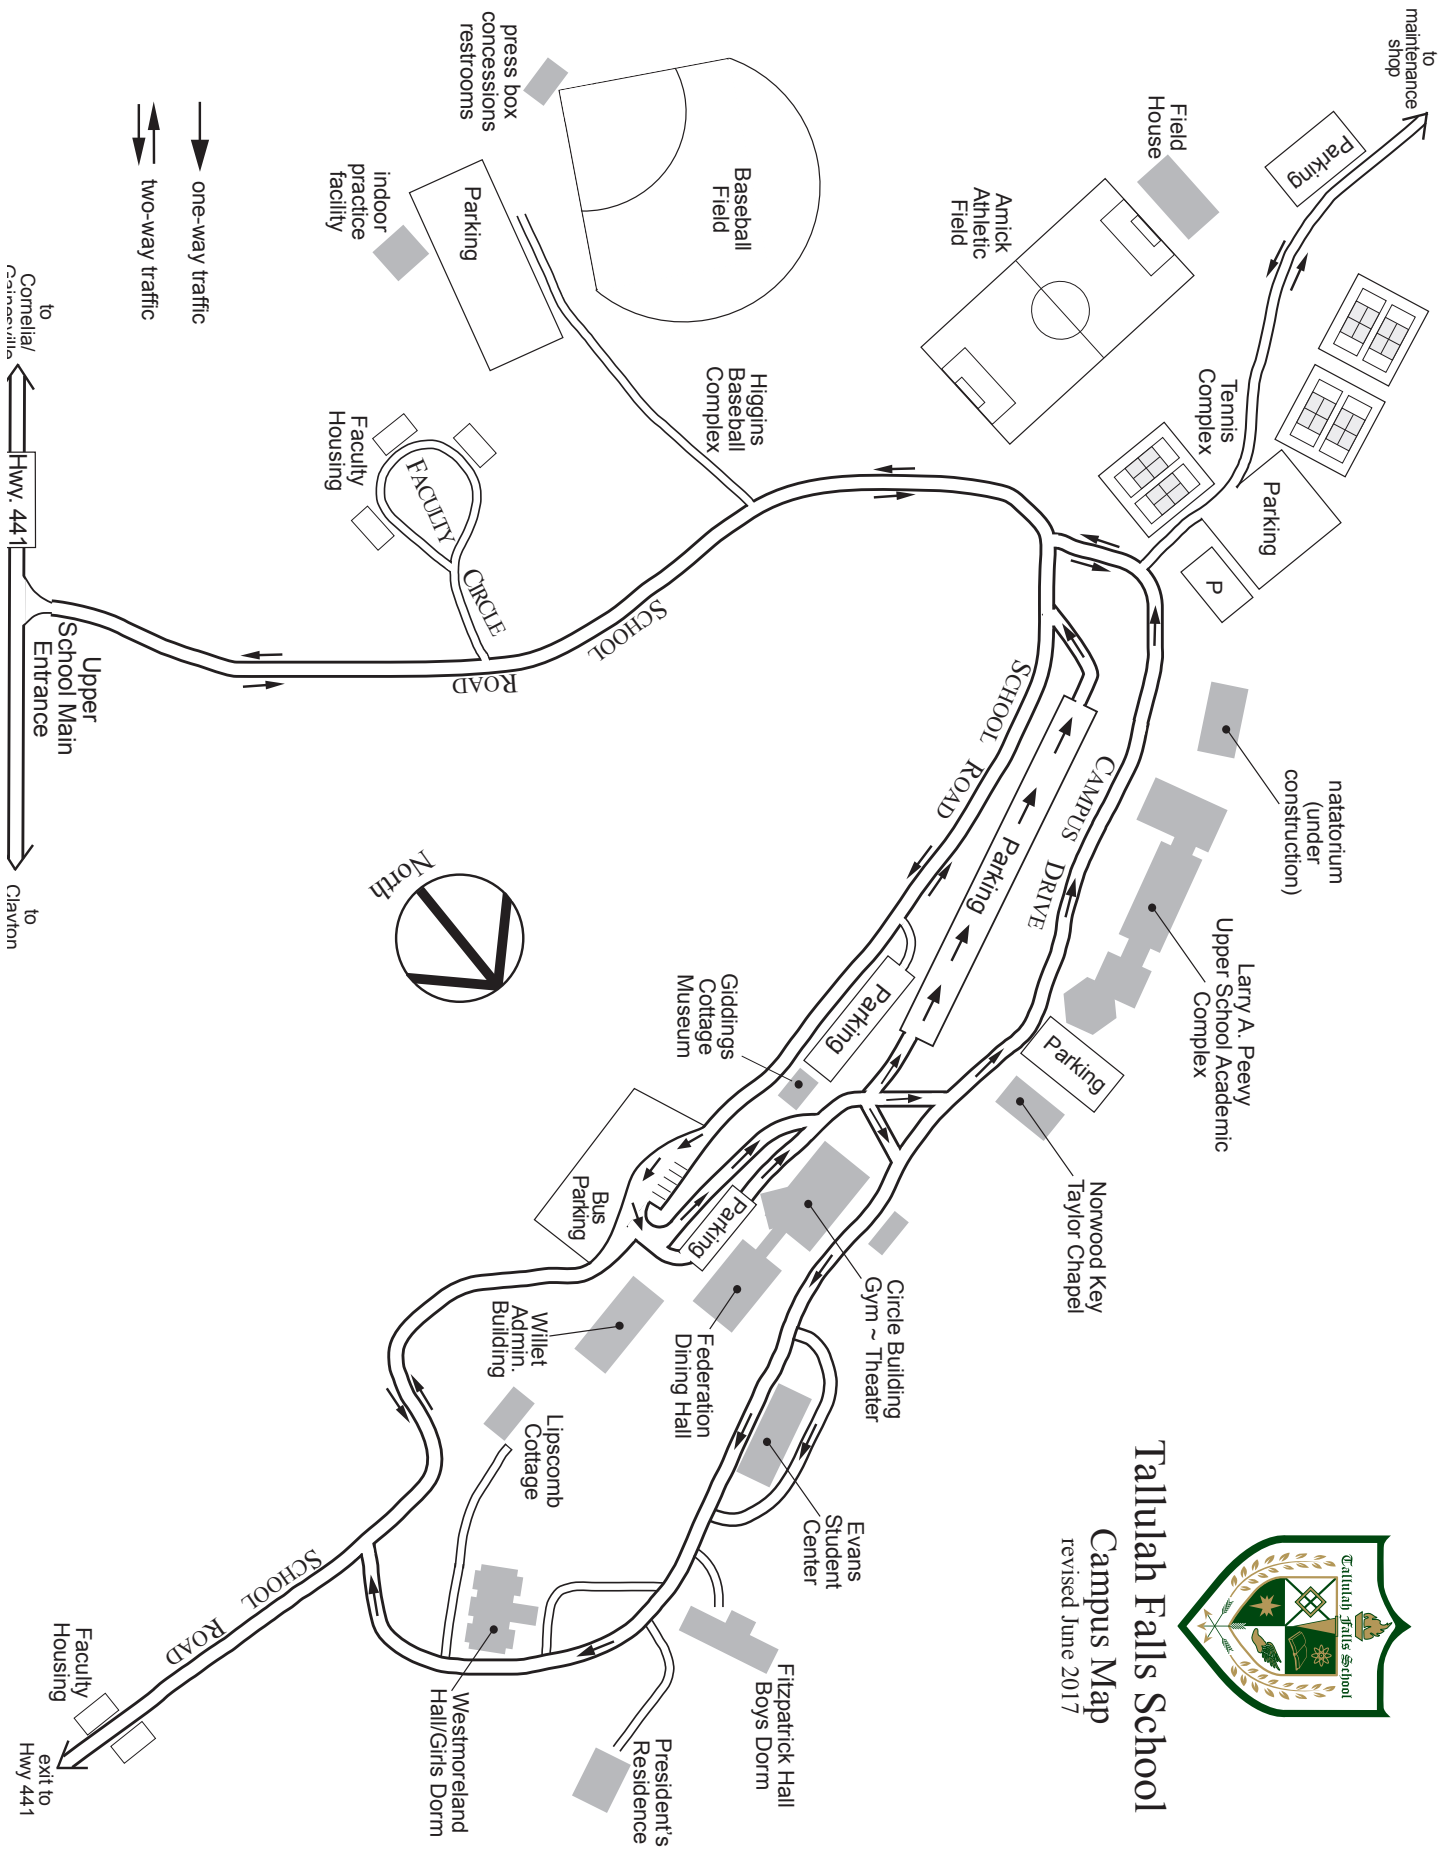 Tallulah Falls School
Tallulah Falls School
Campus Map
revised June 2017
to
maintenance
shop
Parking
Field
House
Amick
Athletic
Field
Tennis
Complex
Parking
P
press box
concessions
restrooms
Baseball
Field
Parking
indoor
practice
facility
Higgins
Baseball
Complex
one-way traffic
two-way traffic
Faculty
Housing
FACULTY
CIRCLE
to
Cornelia/
Gainesville
Hwy. 441
to
Clayton
Upper
School Main
Entrance
SCHOOL
ROAD
SCHOOL ROAD
CAMPUS DRIVE
Parking
natatorium
(under
construction)
Larry A. Peevy
Upper School Academic
Complex
Parking
Norwood Key
Taylor Chapel
North
Giddings
Cottage
Museum
Parking
Bus
Parking
Parking
Circle Building
Gym ~ Theater
Federation
Dining Hall
Willet
Admin.
Building
Lipscomb
Cottage
Evans
Student
Center
Fitzpatrick Hall
Boys Dorm
President's
Residence
Westmoreland
Hall/Girls Dorm
SCHOOL ROAD
Faculty
Housing
exit to
Hwy 441